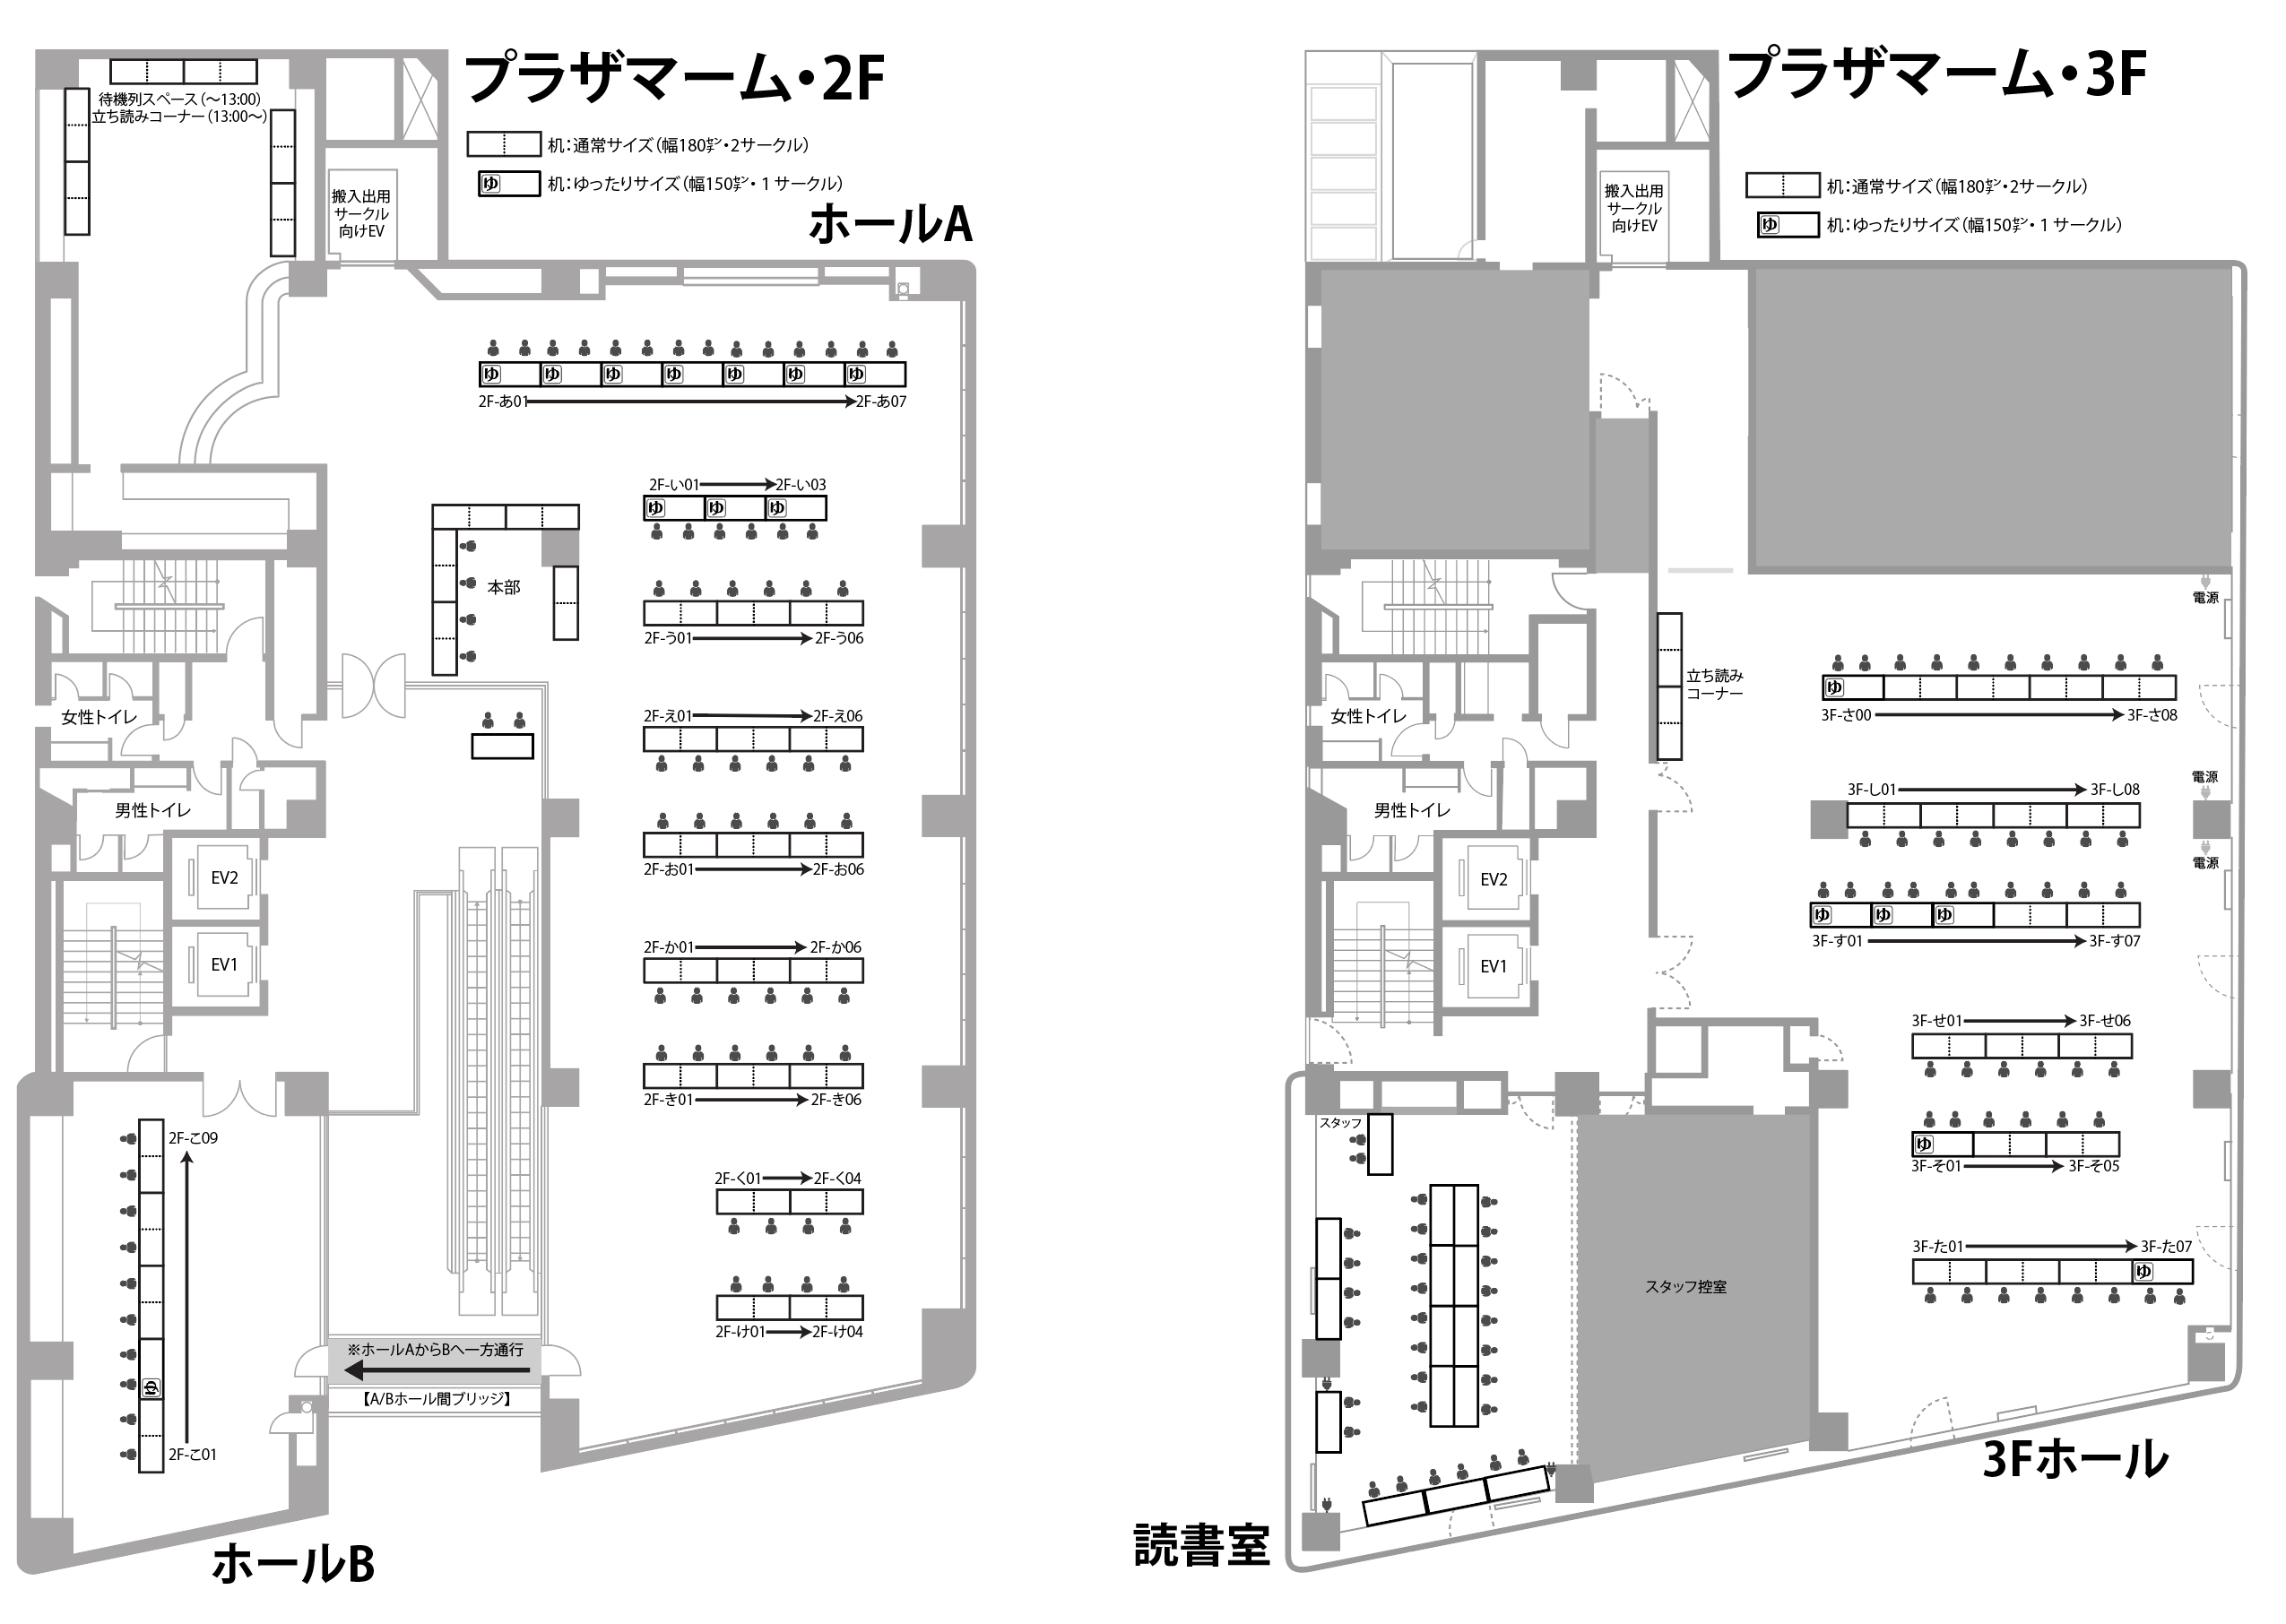 プラザマーム・2F
待機列スペース（～13:00）
立ち読みコーナー（13:00～）
机：通常サイズ（幅180㌢・2サークル）
ゆ
机：ゆったりサイズ（幅150㌢・1 サークル）
搬入出用
サークル
向けEV
ホールA
ゆ ゆ ゆ ゆ ゆ ゆ ゆ
2F-あ01 2F-あ07
2F-い01 2F-い03
ゆ ゆ ゆ
本部
2F-う01 2F-う06
女性トイレ
2F-え01 2F-え06
男性トイレ
2F-お01 2F-お06
EV2
2F-か01 2F-か06
EV1
2F-き01 2F-き06
2F-こ09
2F-く01 2F-く04
2F-け01 2F-け04
※ホールAからBへ一方通行
ゆ
【A/Bホール間ブリッジ】
2F-こ01
ホールB
プラザマーム・3F
机：通常サイズ（幅180㌢・2サークル）
ゆ
机：ゆったりサイズ（幅150㌢・1 サークル）
搬入出用
サークル
向けEV
電源
立ち読み
コーナー
ゆ
3F-さ00 3F-さ08
女性トイレ
電源
3F-し01 3F-し08
男性トイレ
電源
EV2
ゆ ゆ ゆ
3F-す01 3F-す07
EV1
3F-せ01 3F-せ06
スタッフ
ゆ
3F-そ01 3F-そ05
3F-た01 3F-た07
ゆ
スタッフ控室
3Fホール
読書室